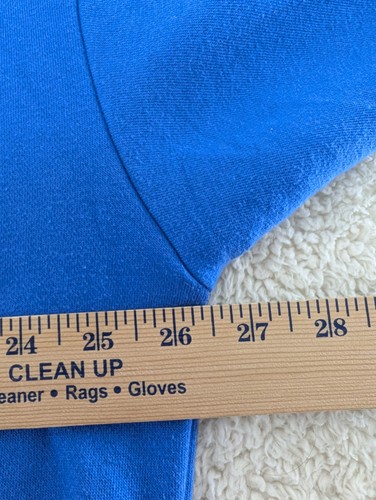 24 25 26 27 28
CLEAN UP
eaner • Rags • Gloves